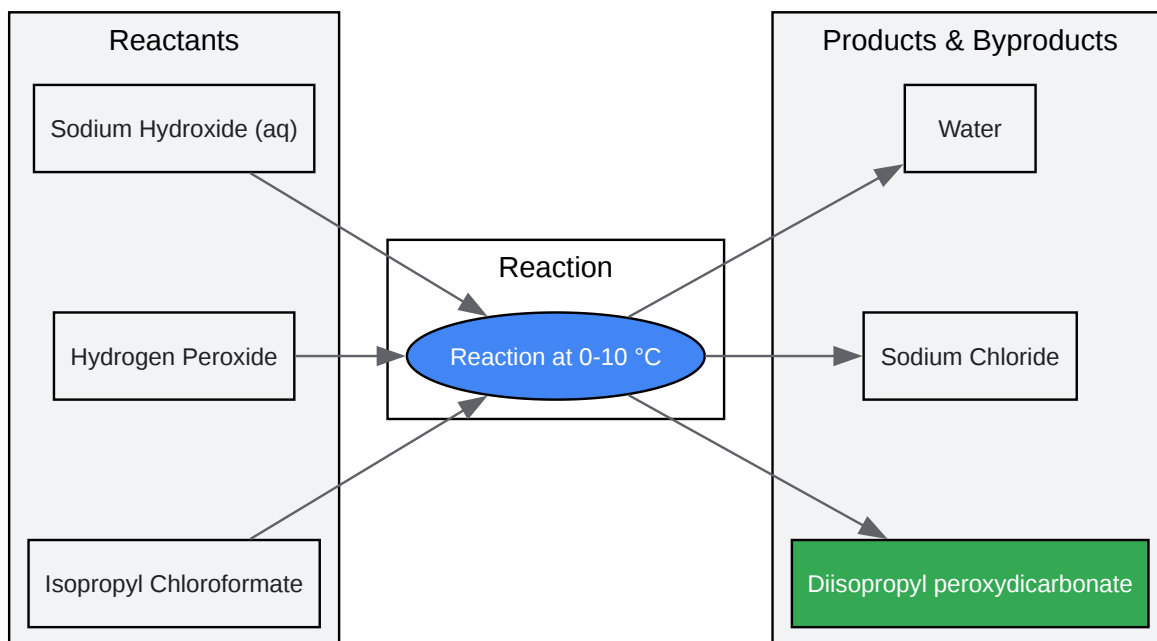 Reactants
Sodium Hydroxide (aq)
Hydrogen Peroxide
Isopropyl Chloroformate
Reaction
Reaction at 0-10 °C
Products & Byproducts
Water
Sodium Chloride
Diisopropyl peroxydicarbonate